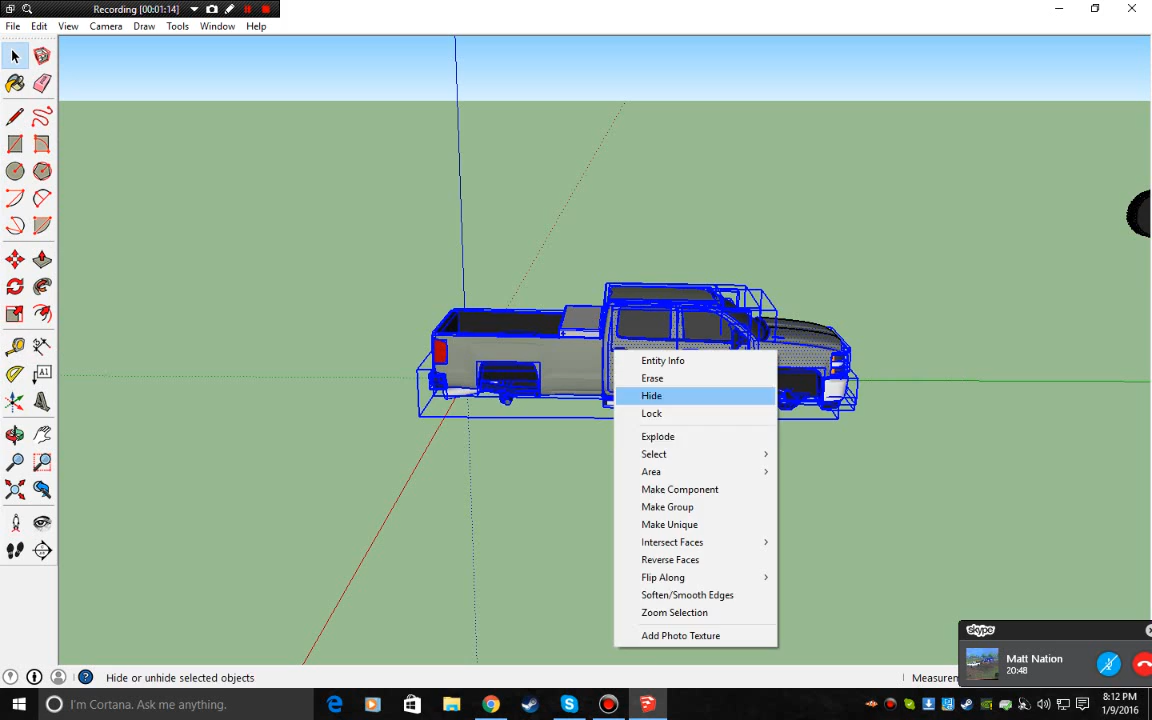 Recording [00:01:14]
File Edit View Camera Draw Tools Window Help
A1
Entity Info
Erase
Hide
Lock
Explode
Select
Area
Make Component
Make Group
Make Unique
Intersect Faces
Reverse Faces
Flip Along
Soften/Smooth Edges
Zoom Selection
Add Photo Texture
skype
Matt Nation
20:48
Hide or unhide selected objects
I'm Cortana. Ask me anything.
8:12 PM
1/9/2016